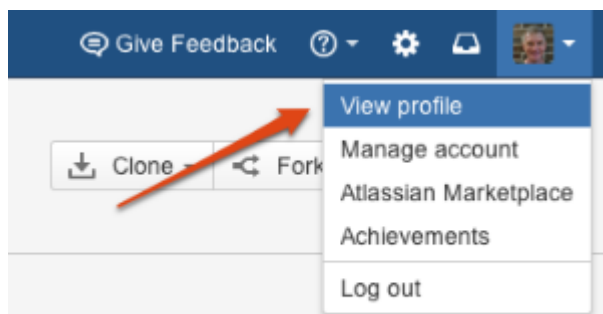 Give Feedback
View profile
Clone
Fork
Manage account
Atlassian Marketplace
Achievements
Log out